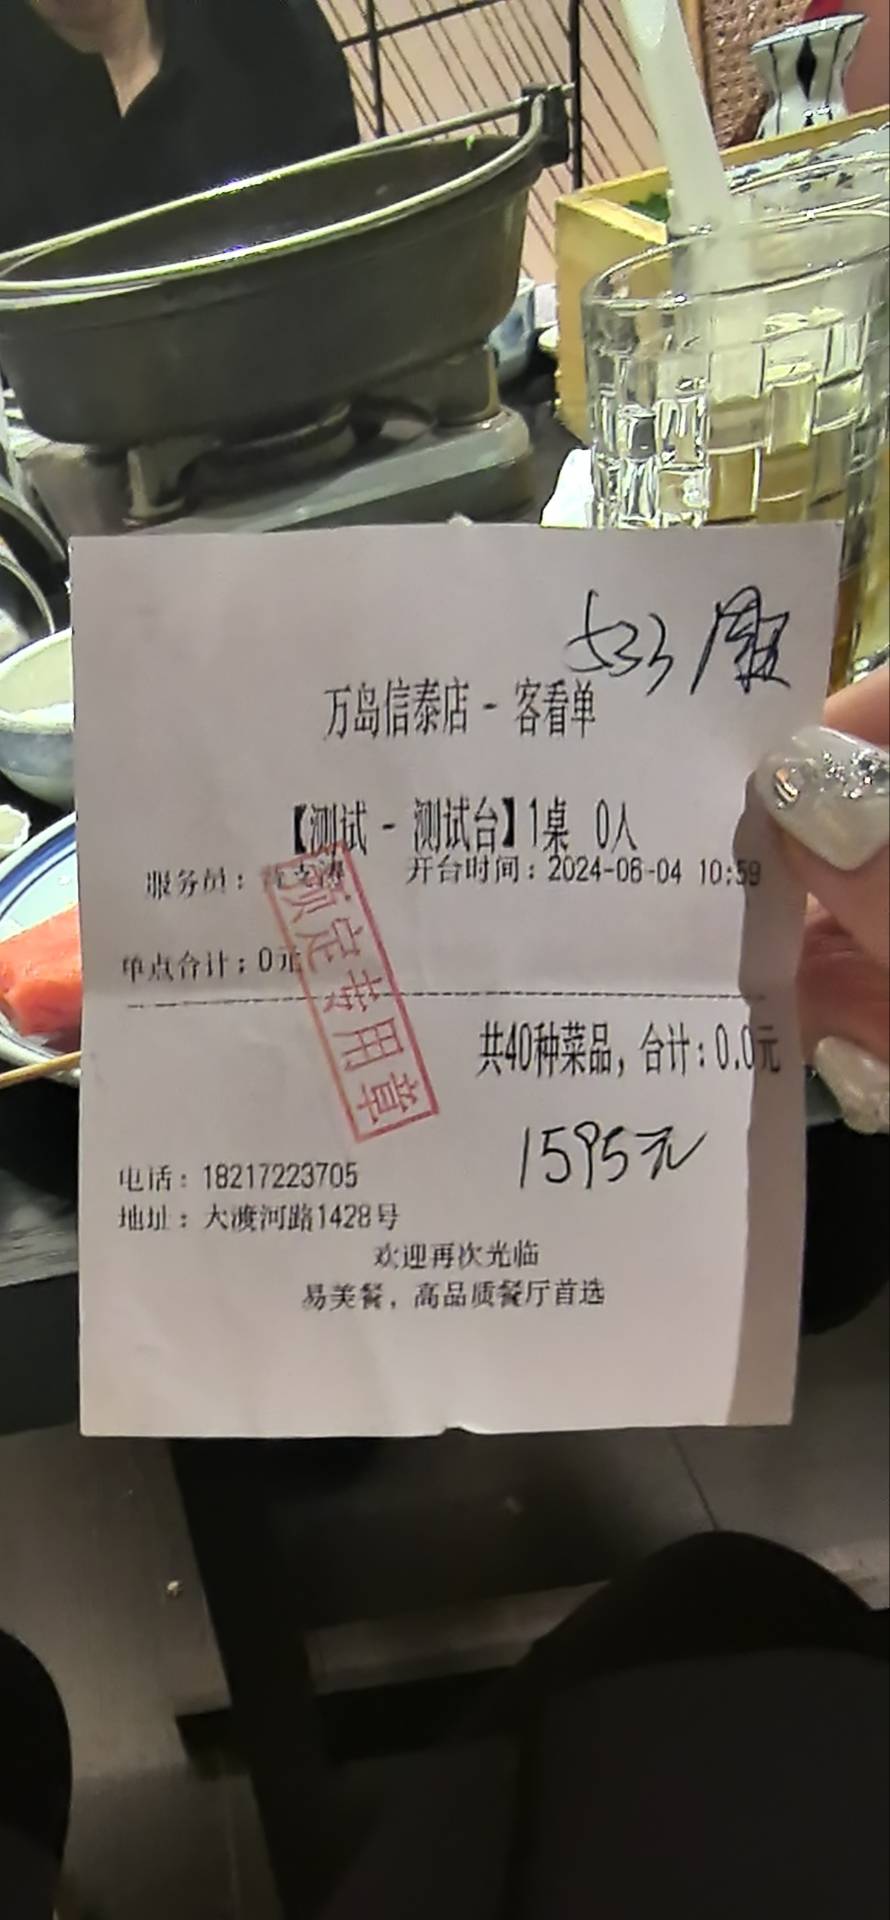 万岛信泰店 - 客看单
【测试 - 测试台】1桌 0人
服务员： 开台时间：2024-06-04 10:59
单点合计：0元
预定专用章
共40种菜品，合计：0.0元
1595元
电话：18217223705
地址：大渡河路1428号
欢迎再次光临
易美餐，高品质餐厅首选